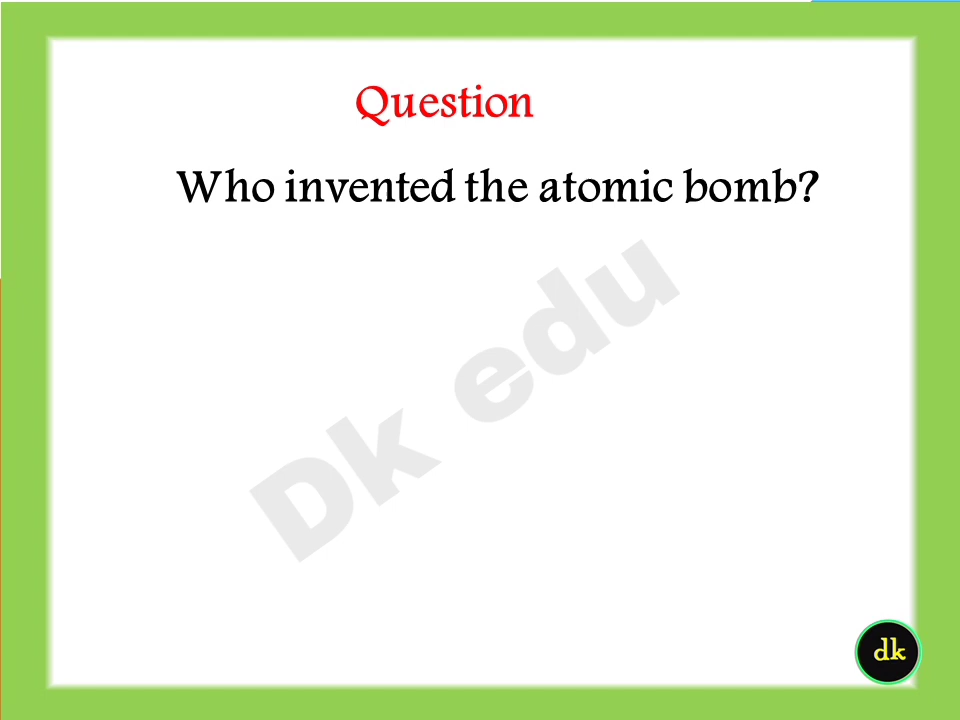 Question
Who invented the atomic bomb?
Dk edu
dk